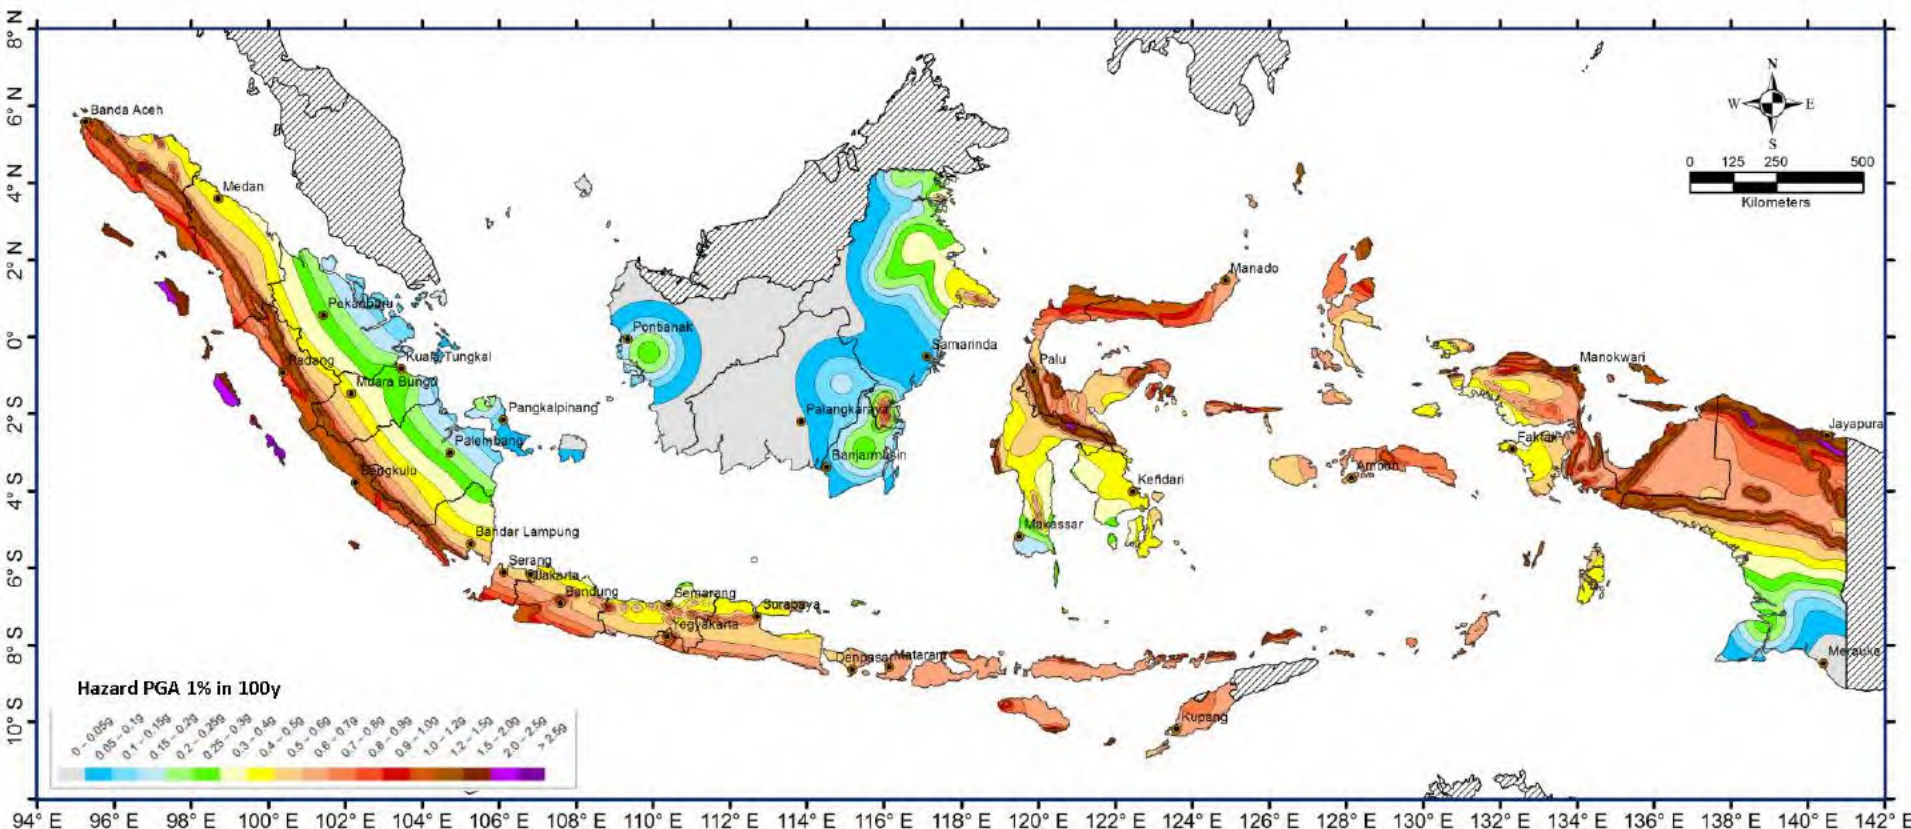 8° N
6° N
4° N
2° N
0°
2° S
4° S
6° S
8° S
10° S
N
W E
S
0 125 250 500
Kilometers
Banda Aceh
Medan
Pekanbaru
Padang
Kuala Tungkal
Muara Bungo
Pangkalpinang
Palembang
Bengkulu
Bandar Lampung
Serang
Jakarta
Bandung
Semarang
Surabaya
Yogyakarta
Denpasar
Mataram
Kupang
Pontianak
Samarinda
Palangkaraya
Banjarmasin
Manado
Palu
Kendari
Makassar
Ambon
Manokwari
Fakfak
Jayapura
Merauke
Hazard PGA 1% in 100y
0 – 0.05g
0.05 – 0.1g
0.1 – 0.15g
0.15 – 0.2g
0.2 – 0.25g
0.25 – 0.3g
0.3 – 0.4g
0.4 – 0.5g
0.5 – 0.6g
0.6 – 0.7g
0.7 – 0.8g
0.8 – 0.9g
0.9 – 1.0g
1.0 – 1.2g
1.2 – 1.5g
1.5 – 2.0g
2.0 – 2.5g
> 2.5g
94° E 96° E 98° E 100° E 102° E 104° E 106° E 108° E 110° E 112° E 114° E 116° E 118° E 120° E 122° E 124° E 126° E 128° E 130° E 132° E 134° E 136° E 138° E 140° E 142° E